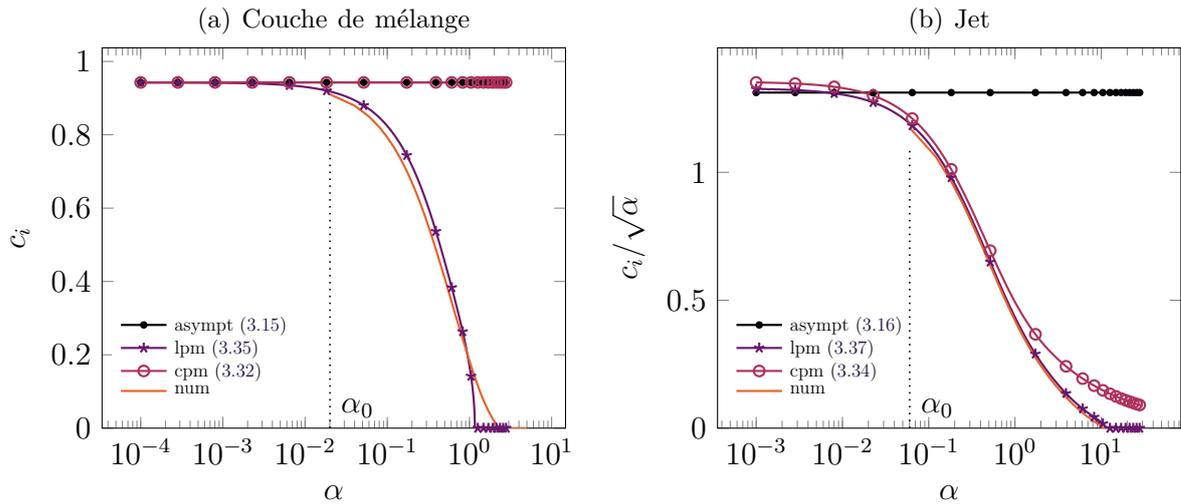 (a) Couche de mélange
1
0.8
0.6
0.4
0.2
0
c_i
asympt (3.15)
lpm (3.35)
cpm (3.32)
num
α_0
10^{-4} 10^{-3} 10^{-2} 10^{-1} 10^0 10^1
α
(b) Jet
1
0.5
0
c_i/√α
asympt (3.16)
lpm (3.37)
cpm (3.34)
num
α_0
10^{-3} 10^{-2} 10^{-1} 10^0 10^1
α